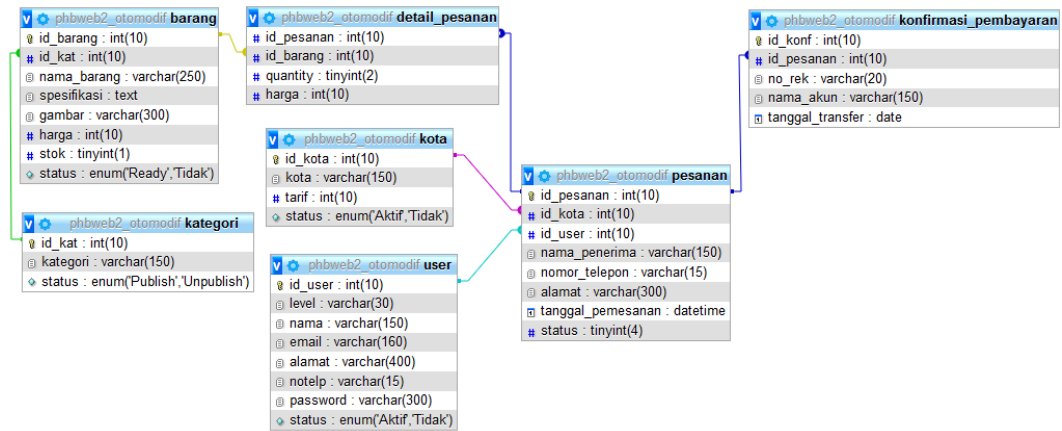 phbweb2_otomodif barang
id_barang : int(10)
id_kat : int(10)
nama_barang : varchar(250)
spesifikasi : text
gambar : varchar(300)
harga : int(10)
stok : tinyint(1)
status : enum('Ready','Tidak')
phbweb2_otomodif detail_pesanan
id_pesanan : int(10)
id_barang : int(10)
quantity : tinyint(2)
harga : int(10)
phbweb2_otomodif konfirmasi_pembayaran
id_konf : int(10)
id_pesanan : int(10)
no_rek : varchar(20)
nama_akun : varchar(150)
tanggal_transfer : date
phbweb2_otomodif kota
id_kota : int(10)
kota : varchar(150)
tarif : int(10)
status : enum('Aktif','Tidak')
phbweb2_otomodif pesanan
id_pesanan : int(10)
id_kota : int(10)
id_user : int(10)
nama_penerima : varchar(150)
nomor_telepon : varchar(15)
alamat : varchar(300)
tanggal_pemesanan : datetime
status : tinyint(4)
phbweb2_otomodif kategori
id_kat : int(10)
kategori : varchar(150)
status : enum('Publish','Unpublish')
phbweb2_otomodif user
id_user : int(10)
level : varchar(30)
nama : varchar(150)
email : varchar(160)
alamat : varchar(400)
notelp : varchar(15)
password : varchar(300)
status : enum('Aktif','Tidak')